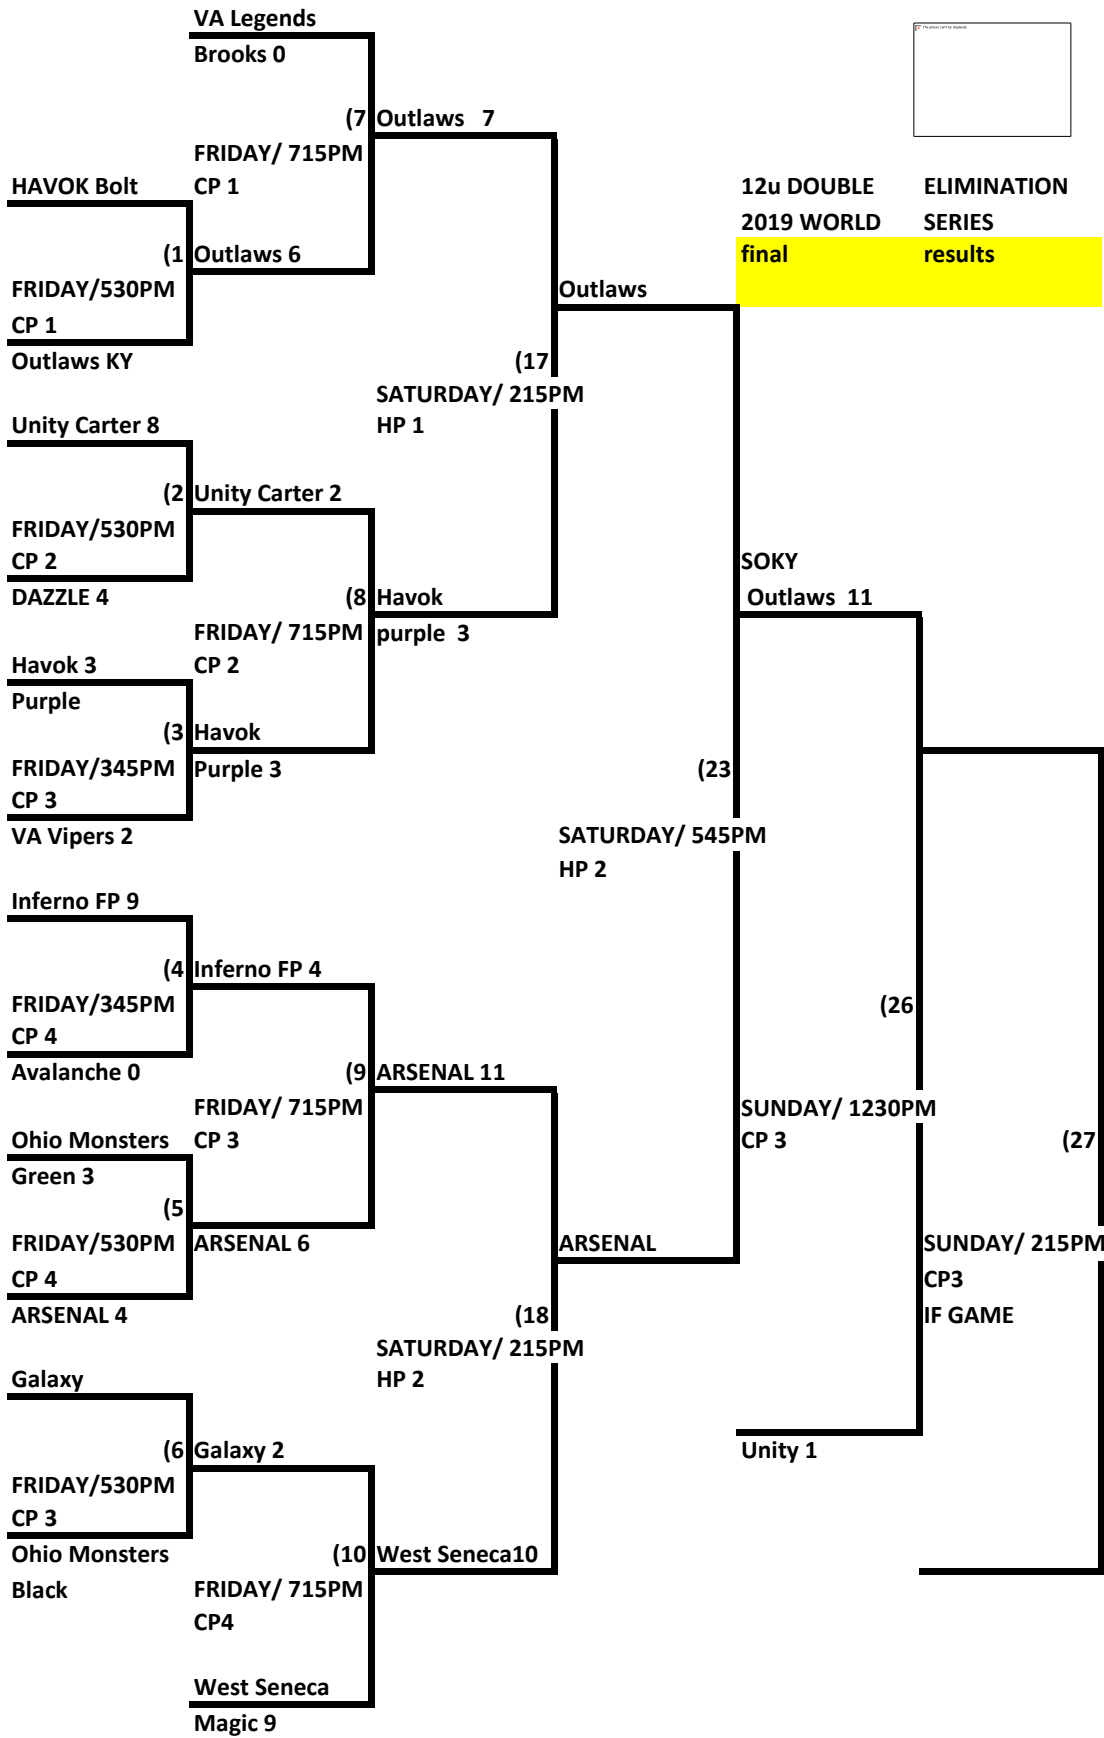 VA Legends
Brooks 0
(7 Outlaws 7
FRIDAY/ 715PM
HAVOK Bolt CP 1 12u DOUBLE ELIMINATION
2019 WORLD SERIES
(1 Outlaws 6 final results
FRIDAY/530PM Outlaws
CP 1
Outlaws KY (17
SATURDAY/ 215PM
Unity Carter 8 HP 1
(2 Unity Carter 2
FRIDAY/530PM
CP 2 SOKY
DAZZLE 4 (8 Havok Outlaws 11
FRIDAY/ 715PM purple 3
Havok 3 CP 2
Purple
(3 Havok
FRIDAY/345PM Purple 3 (23
CP 3
VA Vipers 2 SATURDAY/ 545PM
HP 2
Inferno FP 9
(4 Inferno FP 4
FRIDAY/345PM (26
CP 4
Avalanche 0 (9 ARSENAL 11
FRIDAY/ 715PM SUNDAY/ 1230PM
Ohio Monsters CP 3 CP 3 (27
Green 3
(5
FRIDAY/530PM ARSENAL 6 ARSENAL SUNDAY/ 215PM
CP 4 CP3
ARSENAL 4 (18 IF GAME
SATURDAY/ 215PM
Galaxy HP 2
(6 Galaxy 2 Unity 1
FRIDAY/530PM
CP 3
Ohio Monsters (10 West Seneca10
Black FRIDAY/ 715PM
CP4
West Seneca
Magic 9